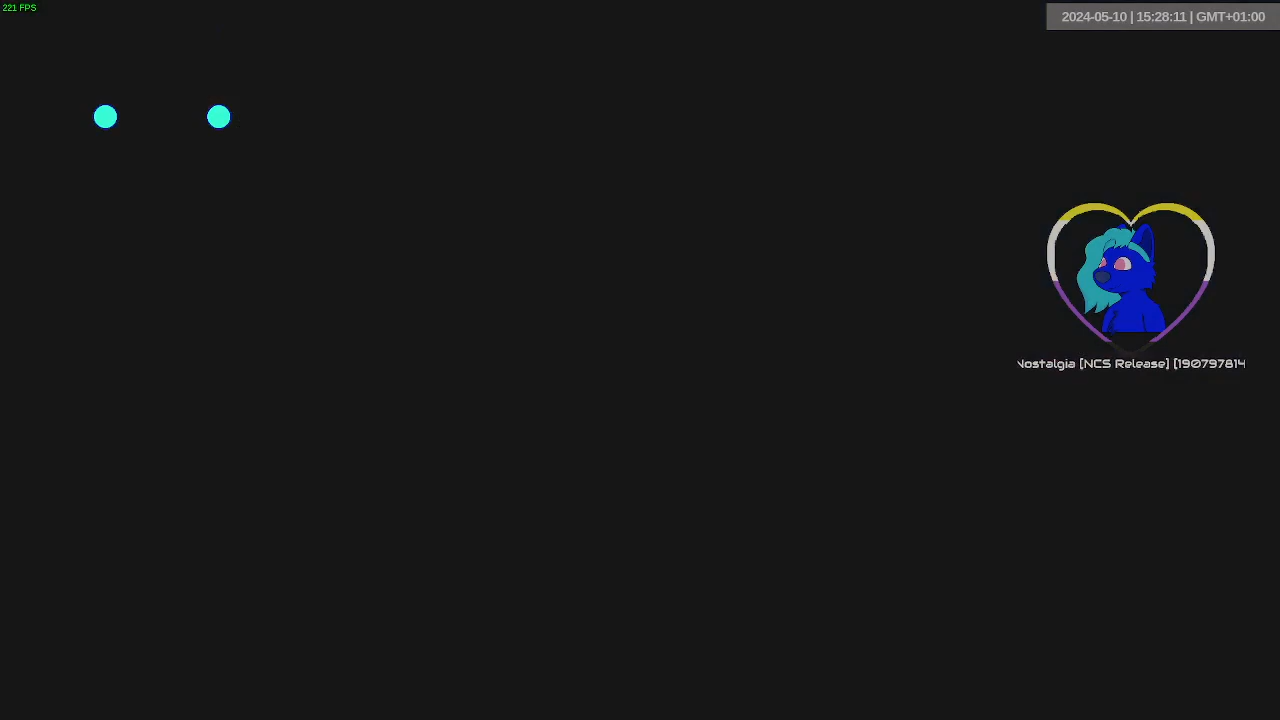 221 FPS
2024-05-10 | 15:28:11 | GMT+01:00
Nostalgia [NCS Release] [190797814